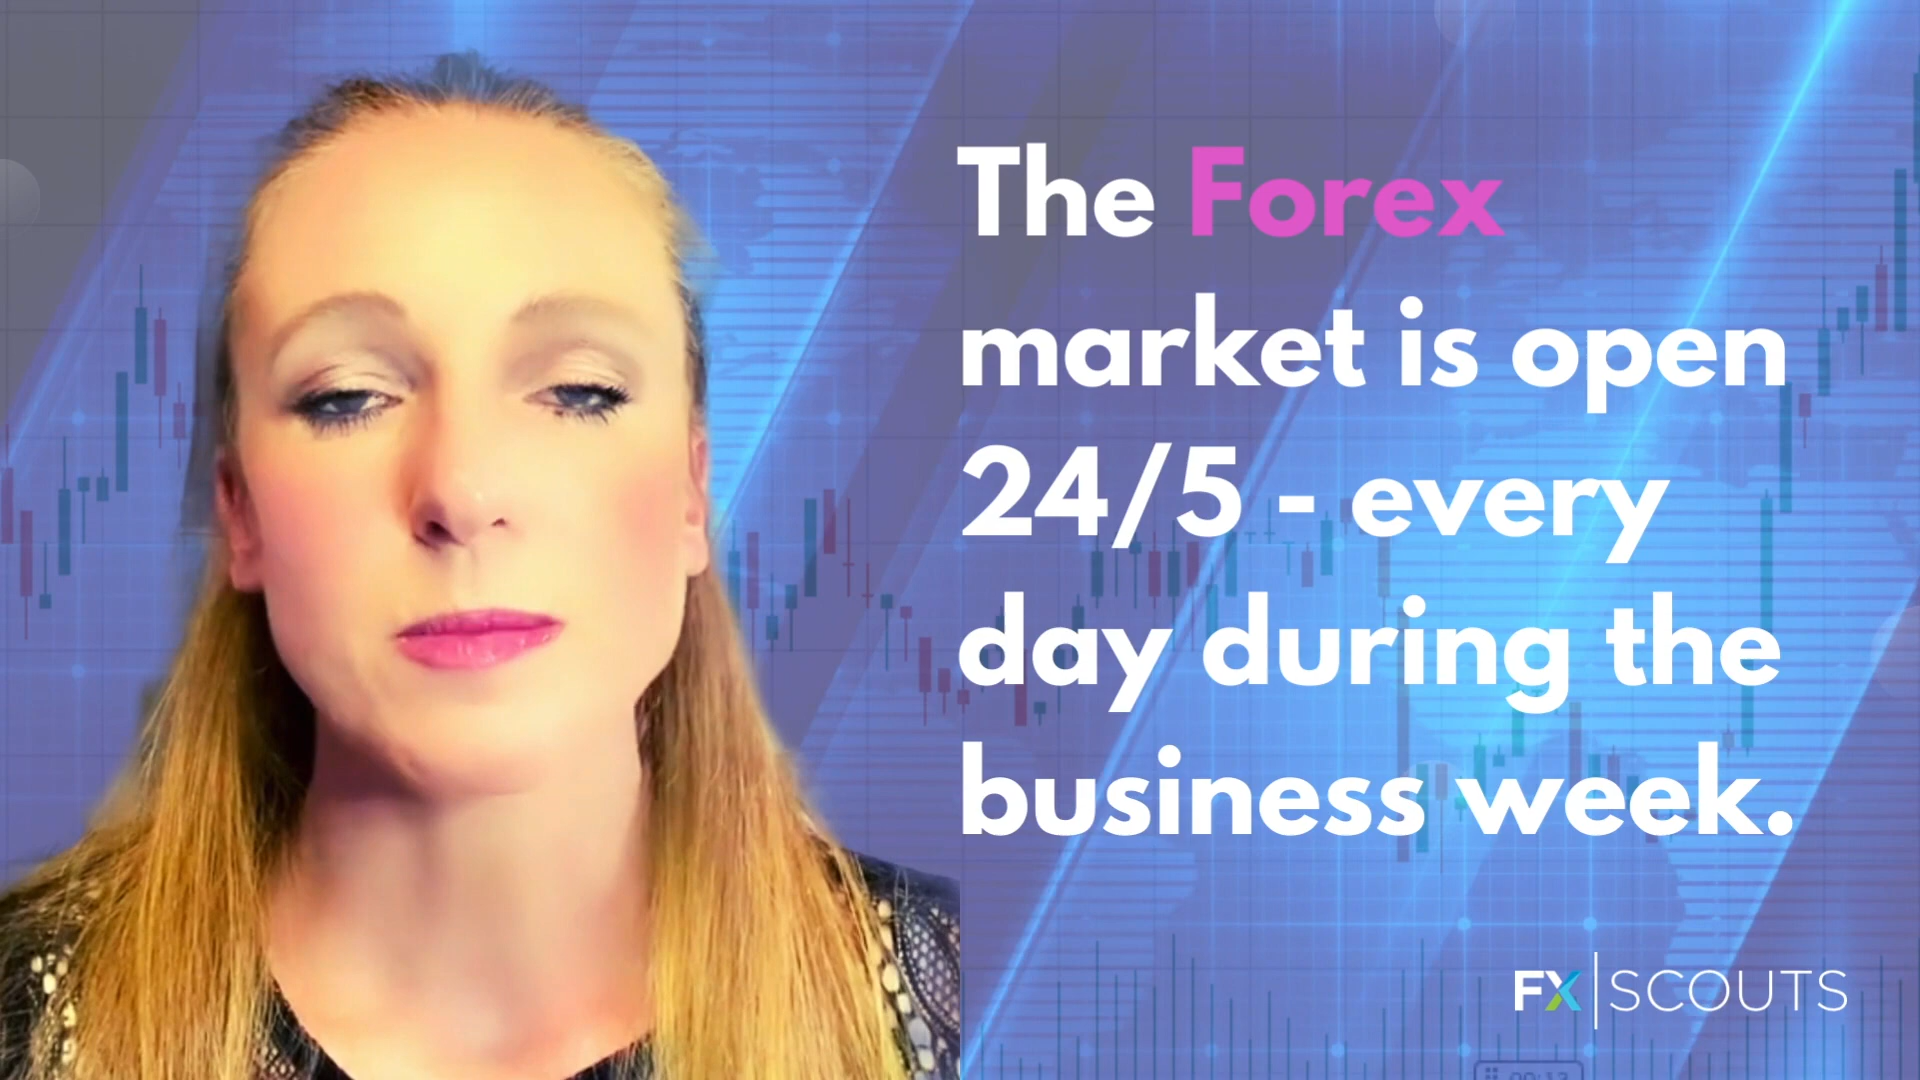 The Forex
market is open
24/5 - every
day during the
business week.
FX|SCOUTS